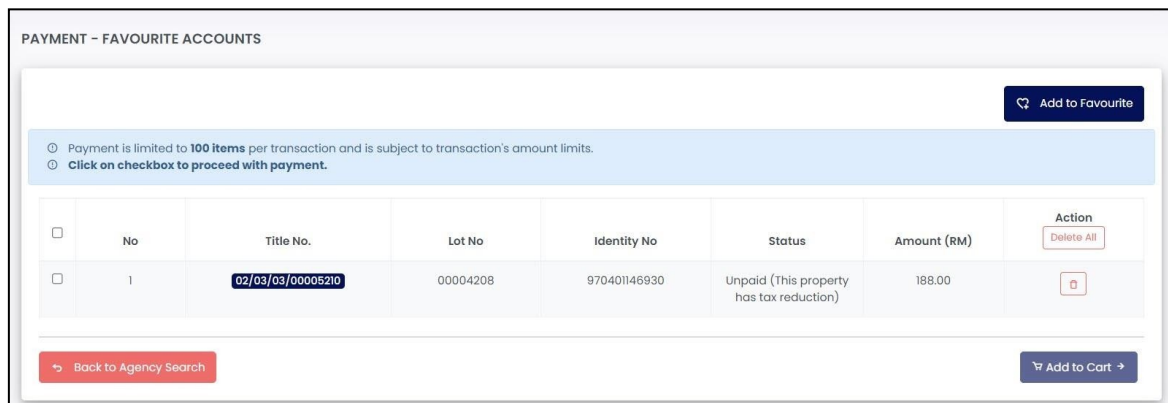 PAYMENT - FAVOURITE ACCOUNTS
Add to Favourite
Payment is limited to 100 items per transaction and is subject to transaction's amount limits.
Click on checkbox to proceed with payment.
No Title No. Lot No Identity No Status Amount (RM) Action
Delete All
1 02/03/03/00005210 00004208 970401146930 Unpaid (This property 188.00
has tax reduction)
Back to Agency Search
Add to Cart